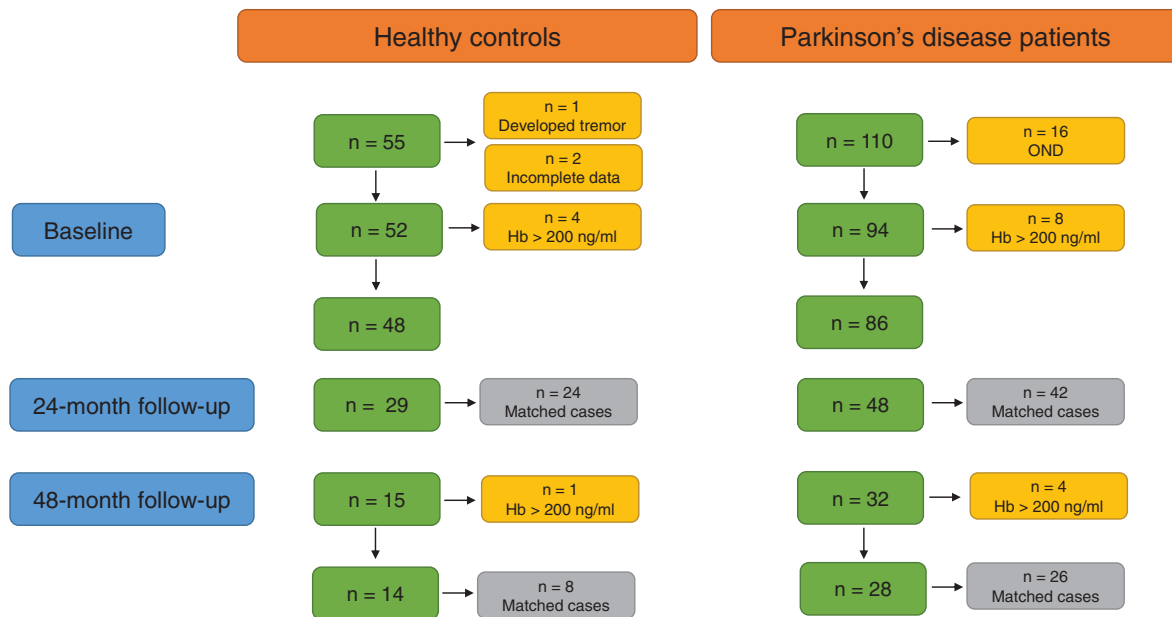 Healthy controls
Parkinson's disease patients
n = 55
n = 1
Developed tremor
n = 2
Incomplete data
n = 110
n = 16
OND
Baseline
n = 52
n = 4
Hb > 200 ng/ml
n = 94
n = 8
Hb > 200 ng/ml
n = 48
n = 86
24-month follow-up
n = 29
n = 24
Matched cases
n = 48
n = 42
Matched cases
48-month follow-up
n = 15
n = 1
Hb > 200 ng/ml
n = 32
n = 4
Hb > 200 ng/ml
n = 14
n = 8
Matched cases
n = 28
n = 26
Matched cases